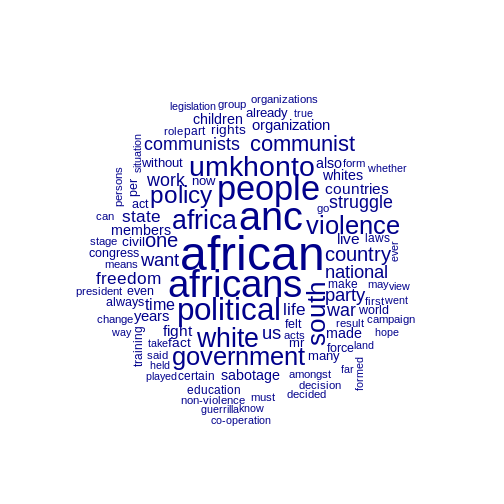 organizations
legislation group
already true
children
role part rights organization
communists communist
situation
without umkhonto also form whether
persons per work now people whites
policy countries
act go struggle
can state africa anc violence
members
stage civil one live laws
congress african country ever
means want national
freedom africans make may view
president even party first went
always time political life war world
change years south campaign
way fight white us felt result hope
training take fact acts made
mr force land
said government many
held far
played certain sabotage amongst
education decision formed
non-violence must decided
guerrilla know
co-operation